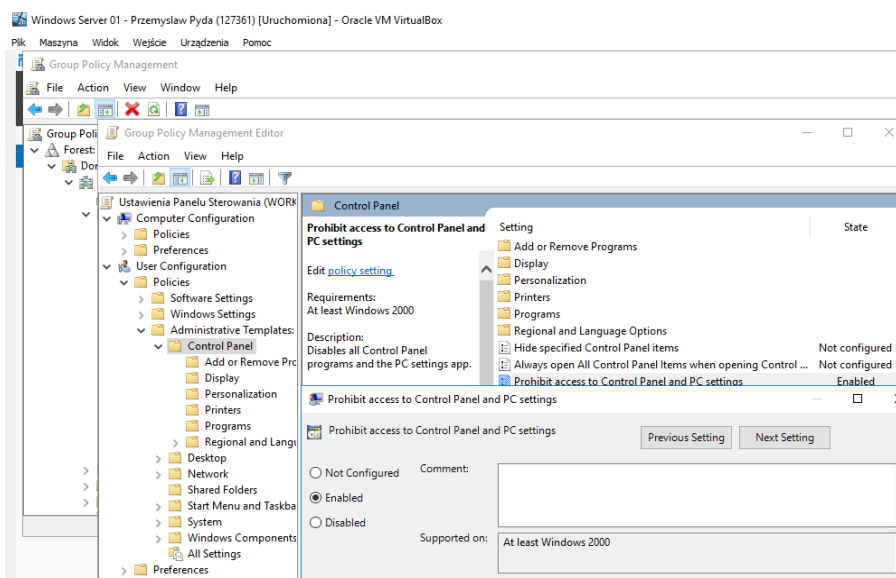 Windows Server 01 - Przemyslaw Pyda (127361) [Uruchomiona] - Oracle VM VirtualBox
Plik Maszyna Widok Wejście Urządzenia Pomoc
Group Policy Management
File Action View Window Help
Group Poli
Forest:
Dor
Group Policy Management Editor
File Action View Help
Ustawienia Panelu Sterowania (WORK
Computer Configuration
Policies
Preferences
User Configuration
Policies
Software Settings
Windows Settings
Administrative Templates:
Control Panel
Add or Remove Prc
Display
Personalization
Printers
Programs
Regional and Langu
Desktop
Network
Shared Folders
Start Menu and Taskba
System
Windows Components
All Settings
Preferences
Control Panel
Prohibit access to Control Panel and
PC settings
Edit policy setting
Requirements:
At least Windows 2000
Description:
Disables all Control Panel
programs and the PC settings app.
Setting State
Add or Remove Programs
Display
Personalization
Printers
Programs
Regional and Language Options
Hide specified Control Panel items Not configured
Always open All Control Panel Items when opening Control ... Not configured
Prohibit access to Control Panel and PC settings Enabled
Prohibit access to Control Panel and PC settings
Prohibit access to Control Panel and PC settings
Previous Setting Next Setting
Not Configured Comment:
Enabled
Disabled
Supported on: At least Windows 2000